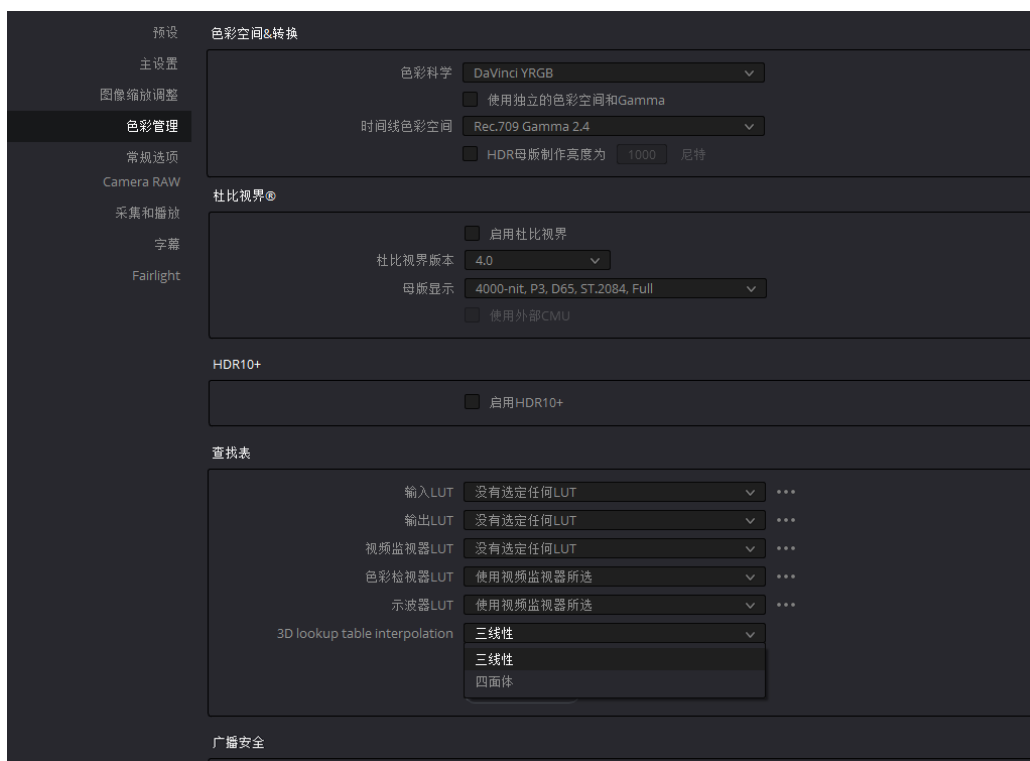 预设
主设置
图像缩放调整
色彩管理
常规选项
Camera RAW
采集和播放
字幕
Fairlight
色彩空间&转换
色彩科学 DaVinci YRGB
使用独立的色彩空间和Gamma
时间线色彩空间 Rec.709 Gamma 2.4
HDR母版制作亮度为 1000 尼特
杜比视界®
启用杜比视界
杜比视界版本 4.0
母版显示 4000-nit, P3, D65, ST.2084, Full
使用外部CMU
HDR10+
启用HDR10+
查找表
输入LUT 没有选定任何LUT
输出LUT 没有选定任何LUT
视频监视器LUT 没有选定任何LUT
色彩检视器LUT 使用视频监视器所选
示波器LUT 使用视频监视器所选
3D lookup table interpolation 三线性
三线性
四面体
广播安全